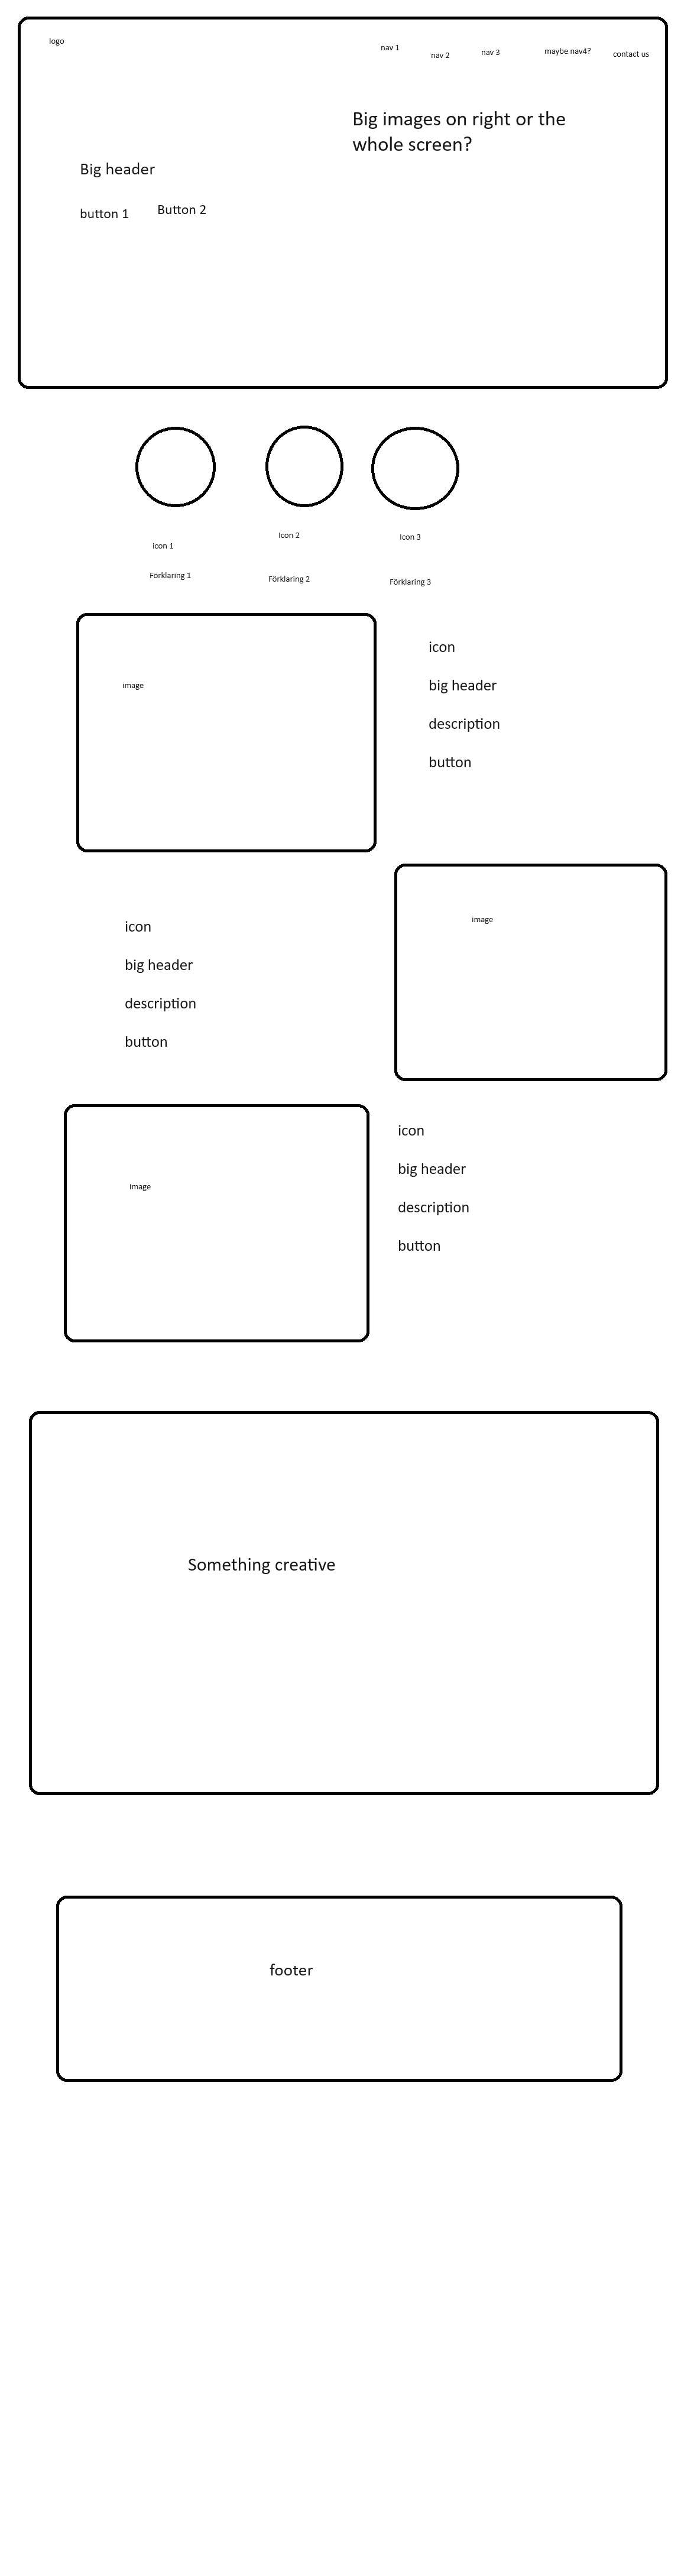 logo
nav 1
nav 2
nav 3
maybe nav4?
contact us
Big images on right or the
whole screen?
Big header
button 1
Button 2
icon 1
Icon 2
Icon 3
Förklaring 1
Förklaring 2
Förklaring 3
image
icon
big header
description
button
icon
big header
description
button
image
image
icon
big header
description
button
Something creative
footer